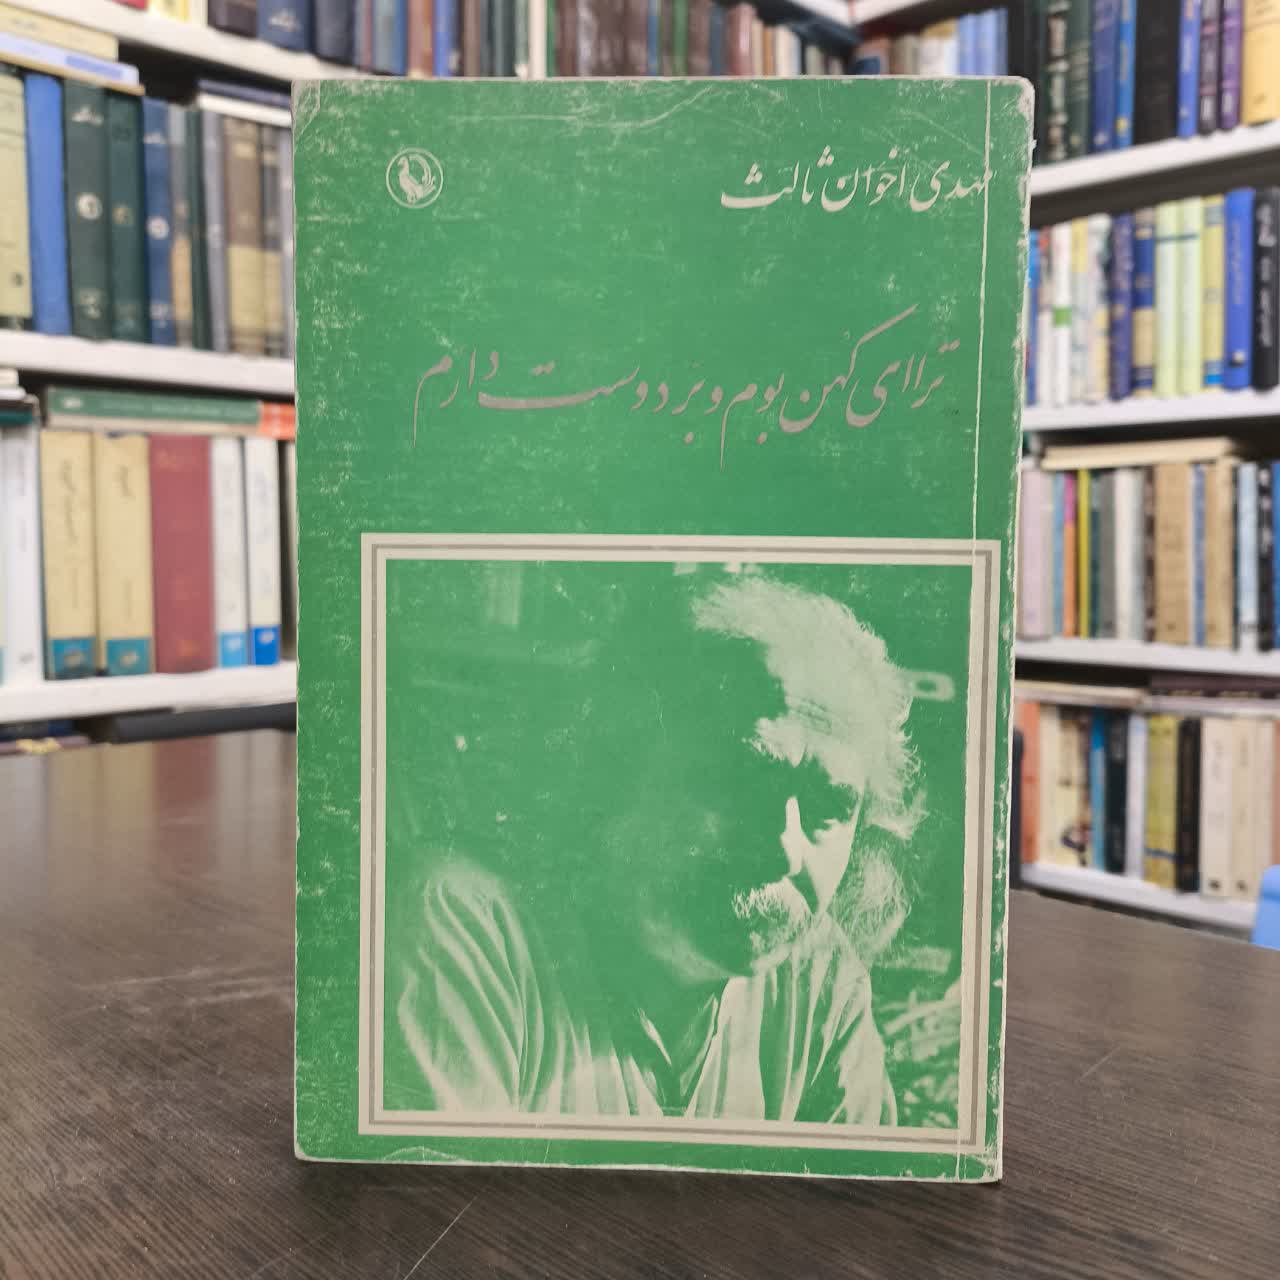 مهدی اخوان ثالث
ترا ای کهن بوم و بر دوست دارم